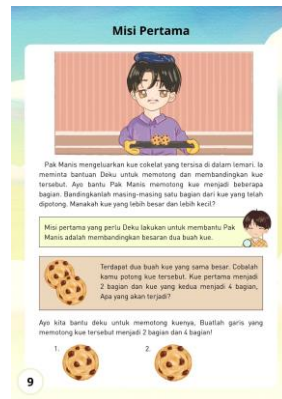 Misi Pertama
Pak Manis mengeluarkan kue cokelat yang tersisa di dalam lemari. Ia
meminta bantuan Deku untuk memotong dan membandingkan kue
tersebut. Ayo bantu Pak Manis memotong kue menjadi beberapa
bagian. Bandingkanlah masing-masing satu bagian dari kue yang telah
dipotong. Manakah kue yang lebih besar dan lebih kecil?
Misi pertama yang perlu Deku lakukan untuk membantu Pak
Manis adalah membandingkan besaran dua buah kue.
Terdapat dua buah kue yang sama besar. Cobalah
kamu potong kue tersebut. Kue pertama menjadi
2 bagian dan kue yang kedua menjadi 4 bagian,
Apa yang akan terjadi?
Ayo kita bantu deku untuk memotong kuenya, Buatlah garis yang
memotong kue tersebut menjadi 2 bagian dan 4 bagian!
1. 2.
9